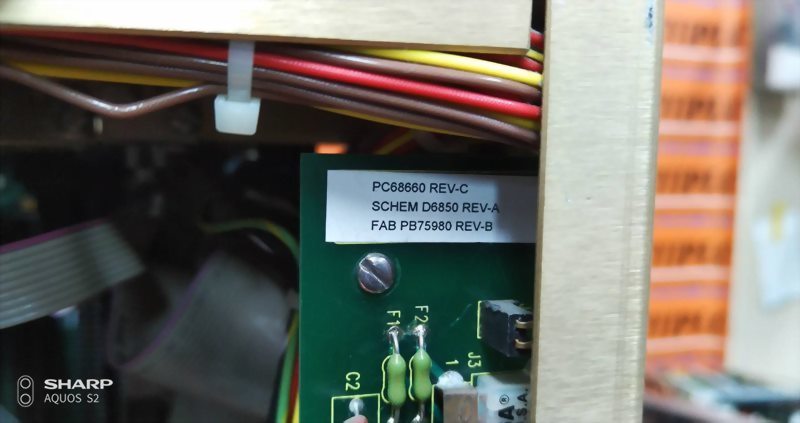 PC68660 REV-C
SCHEM D6850 REV-A
FAB PB75980 REV-B
F1
F2
J3
1
C2
SHARP
AQUOS S2